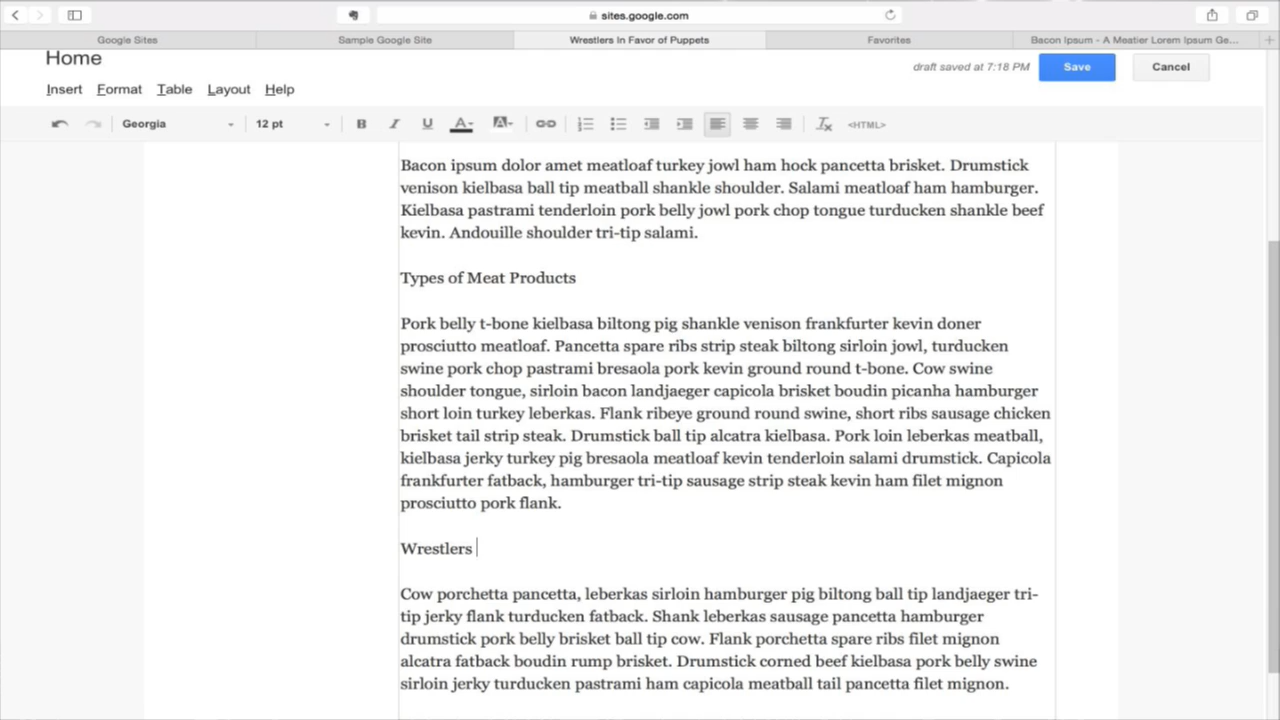 sites.google.com
Google Sites
Sample Google Site
Wrestlers In Favor of Puppets
Favorites
Bacon Ipsum - A Meatier Lorem Ipsum Ge...
Home
draft saved at 7:18 PM
Save
Cancel
Insert Format Table Layout Help
Georgia 12 pt B I U A A <HTML>
Bacon ipsum dolor amet meatloaf turkey jowl ham hock pancetta brisket. Drumstick
venison kielbasa ball tip meatball shankle shoulder. Salami meatloaf ham hamburger.
Kielbasa pastrami tenderloin pork belly jowl pork chop tongue turducken shankle beef
kevin. Andouille shoulder tri-tip salami.
Types of Meat Products
Pork belly t-bone kielbasa biltong pig shankle venison frankfurter kevin doner
prosciutto meatloaf. Pancetta spare ribs strip steak biltong sirloin jowl, turducken
swine pork chop pastrami bresaola pork kevin ground round t-bone. Cow swine
shoulder tongue, sirloin bacon landjaeger capicola brisket boudin picanha hamburger
short loin turkey leberkas. Flank ribeye ground round swine, short ribs sausage chicken
brisket tail strip steak. Drumstick ball tip alcatra kielbasa. Pork loin leberkas meatball,
kielbasa jerky turkey pig bresaola meatloaf kevin tenderloin salami drumstick. Capicola
frankfurter fatback, hamburger tri-tip sausage strip steak kevin ham filet mignon
prosciutto pork flank.
Wrestlers
Cow porchetta pancetta, leberkas sirloin hamburger pig biltong ball tip landjaeger tri-
tip jerky flank turducken fatback. Shank leberkas sausage pancetta hamburger
drumstick pork belly brisket ball tip cow. Flank porchetta spare ribs filet mignon
alcatra fatback boudin rump brisket. Drumstick corned beef kielbasa pork belly swine
sirloin jerky turducken pastrami ham capicola meatball tail pancetta filet mignon.